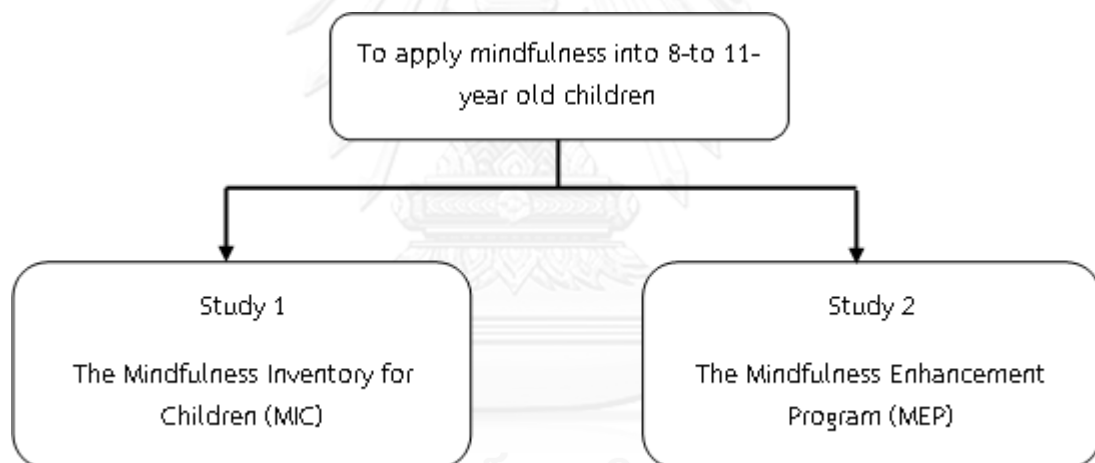 To apply mindfulness into 8-to 11-
year old children
Study 1
The Mindfulness Inventory for
Children (MIC)
Study 2
The Mindfulness Enhancement
Program (MEP)